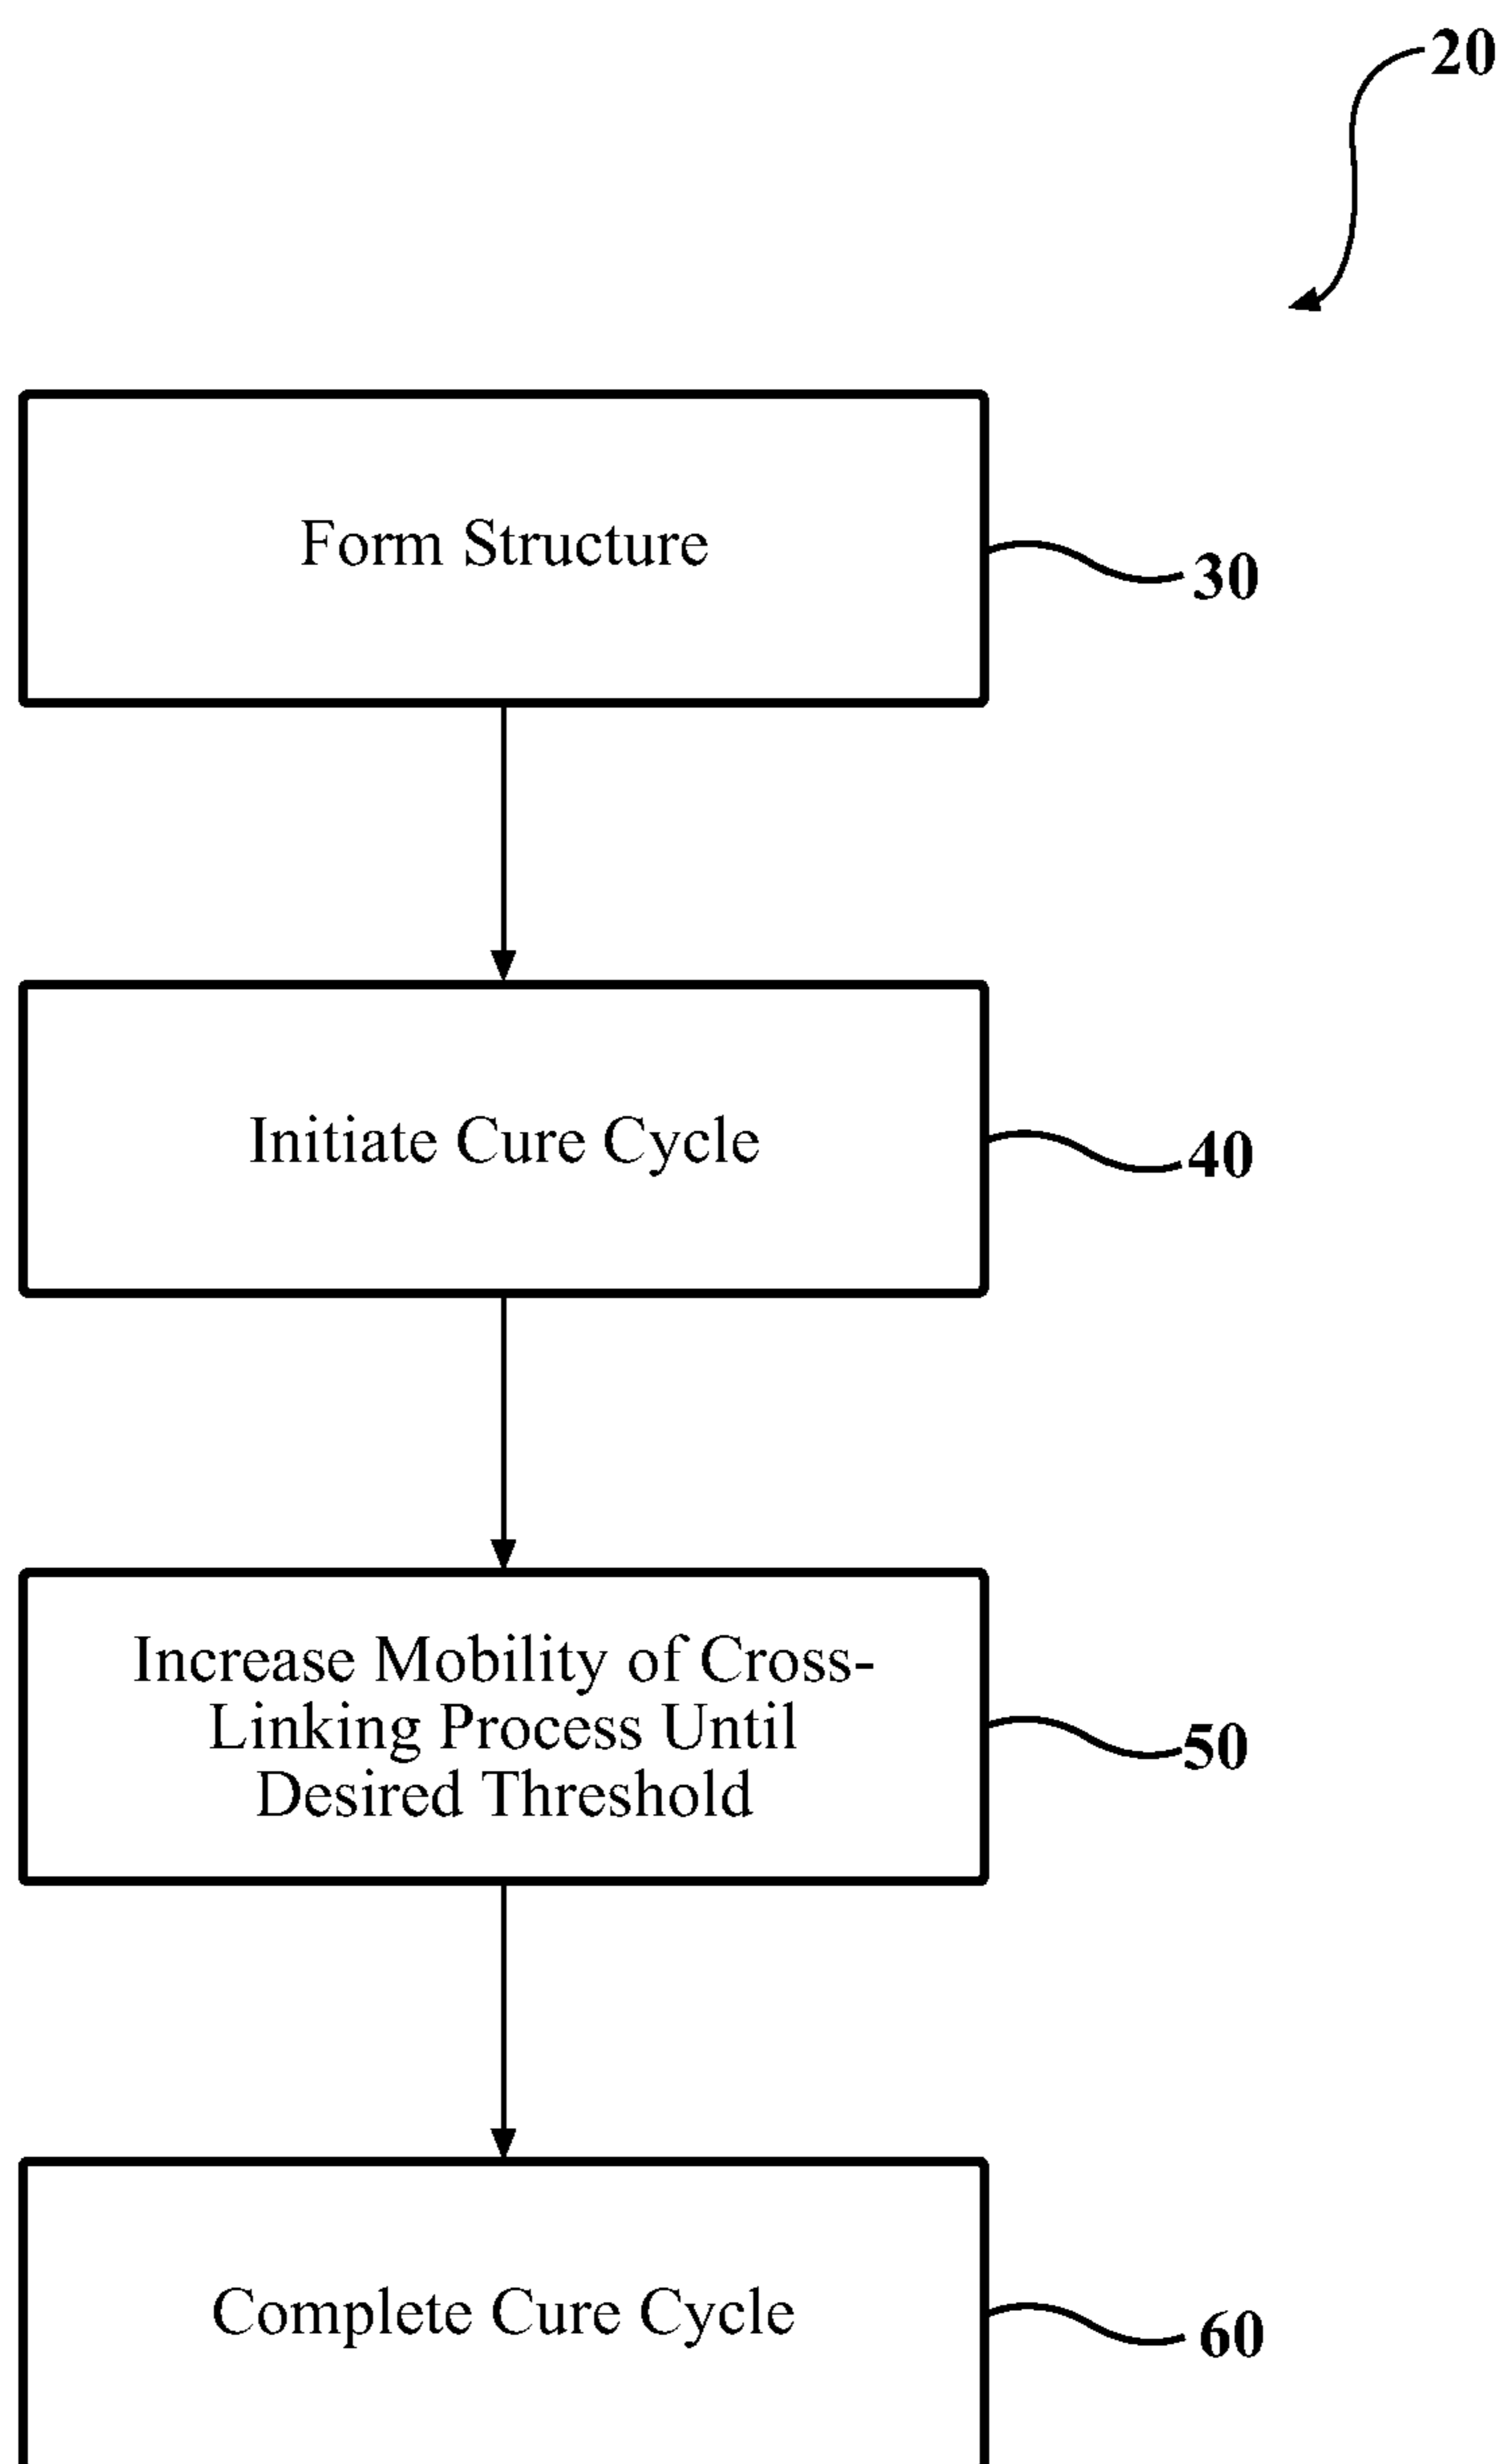 20
Form Structure
30
Initiate Cure Cycle
40
Increase Mobility of Cross-
Linking Process Until
Desired Threshold
50
Complete Cure Cycle
60